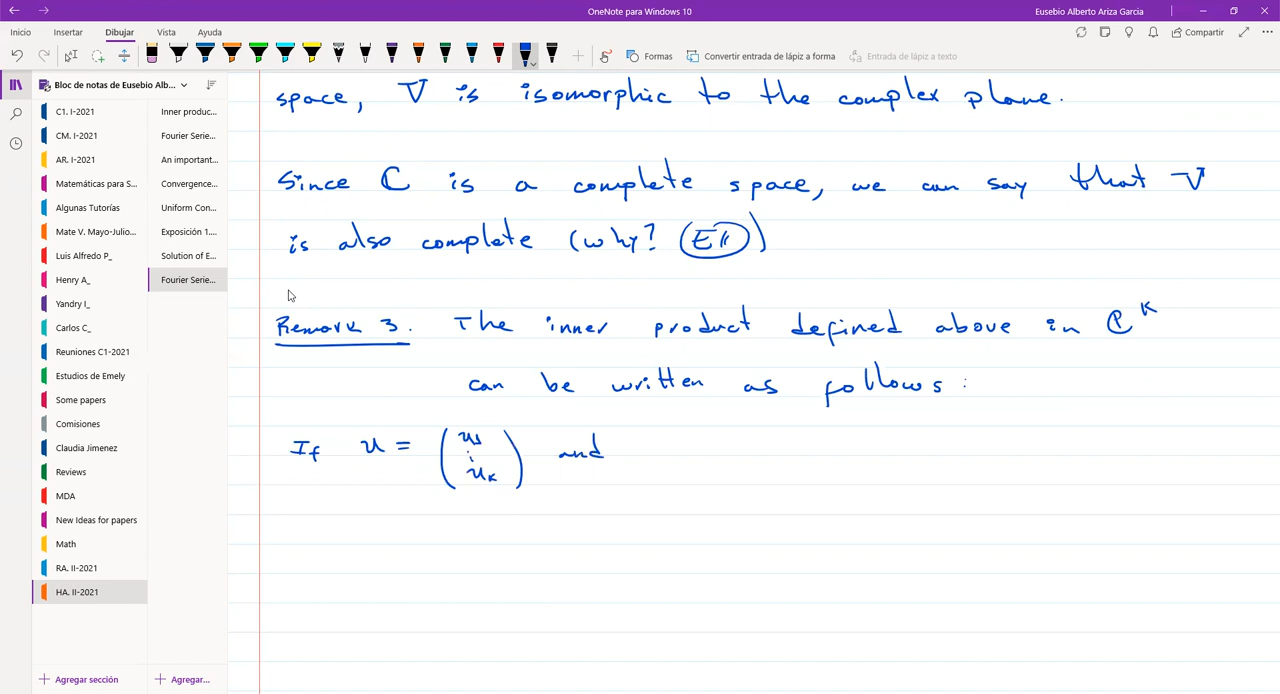 OneNote para Windows 10
Eusebio Alberto Ariza Garcia
Inicio
Insertar
Dibujar
Vista
Ayuda
Compartir
Formas
Convertir entrada de lápiz a forma
Entrada de lápiz a texto
Bloc de notas de Eusebio Alb...
C1. I-2021
CM. I-2021
AR. I-2021
Matemáticas para S...
Algunas Tutorías
Mate V. Mayo-Julio...
Luis Alfredo P_
Henry A_
Yandry I_
Carlos C_
Reuniones C1-2021
Estudios de Emely
Some papers
Comisiones
Claudia Jimenez
Reviews
MDA
New Ideas for papers
Math
RA. II-2021
HA. II-2021
Agregar sección
Inner produc...
Fourier Serie...
An important...
Convergence...
Uniform Con...
Exposición 1....
Solution of E...
Fourier Serie...
Agregar...
space, V is isomorphic to the complex plane.
Since ℂ is a complete space, we can say that V
is also complete (why?)
Remark 3. The inner product defined above in ℂᴷ
can be written as follows:
If u = (u₁ ⋮ uₖ) and